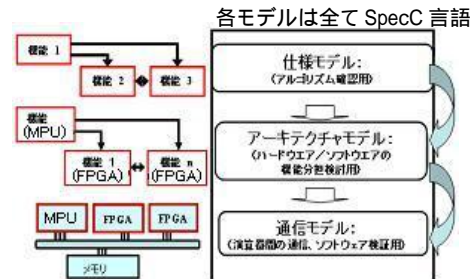 各モデルは全て SpecC 言語
機能 1
機能 2
機能 3
仕様モデル:
(アルゴリズム確認用)
機能
(MPU)
機能 1
(FPGA)
機能 n
(FPGA)
アーキテクチャモデル:
(ハードウエア/ソフトウエアの
機能分担検討用)
MPU
FPGA
FPGA
メモリ
通信モデル:
(演算器間の通信、ソフトウェア検証用)